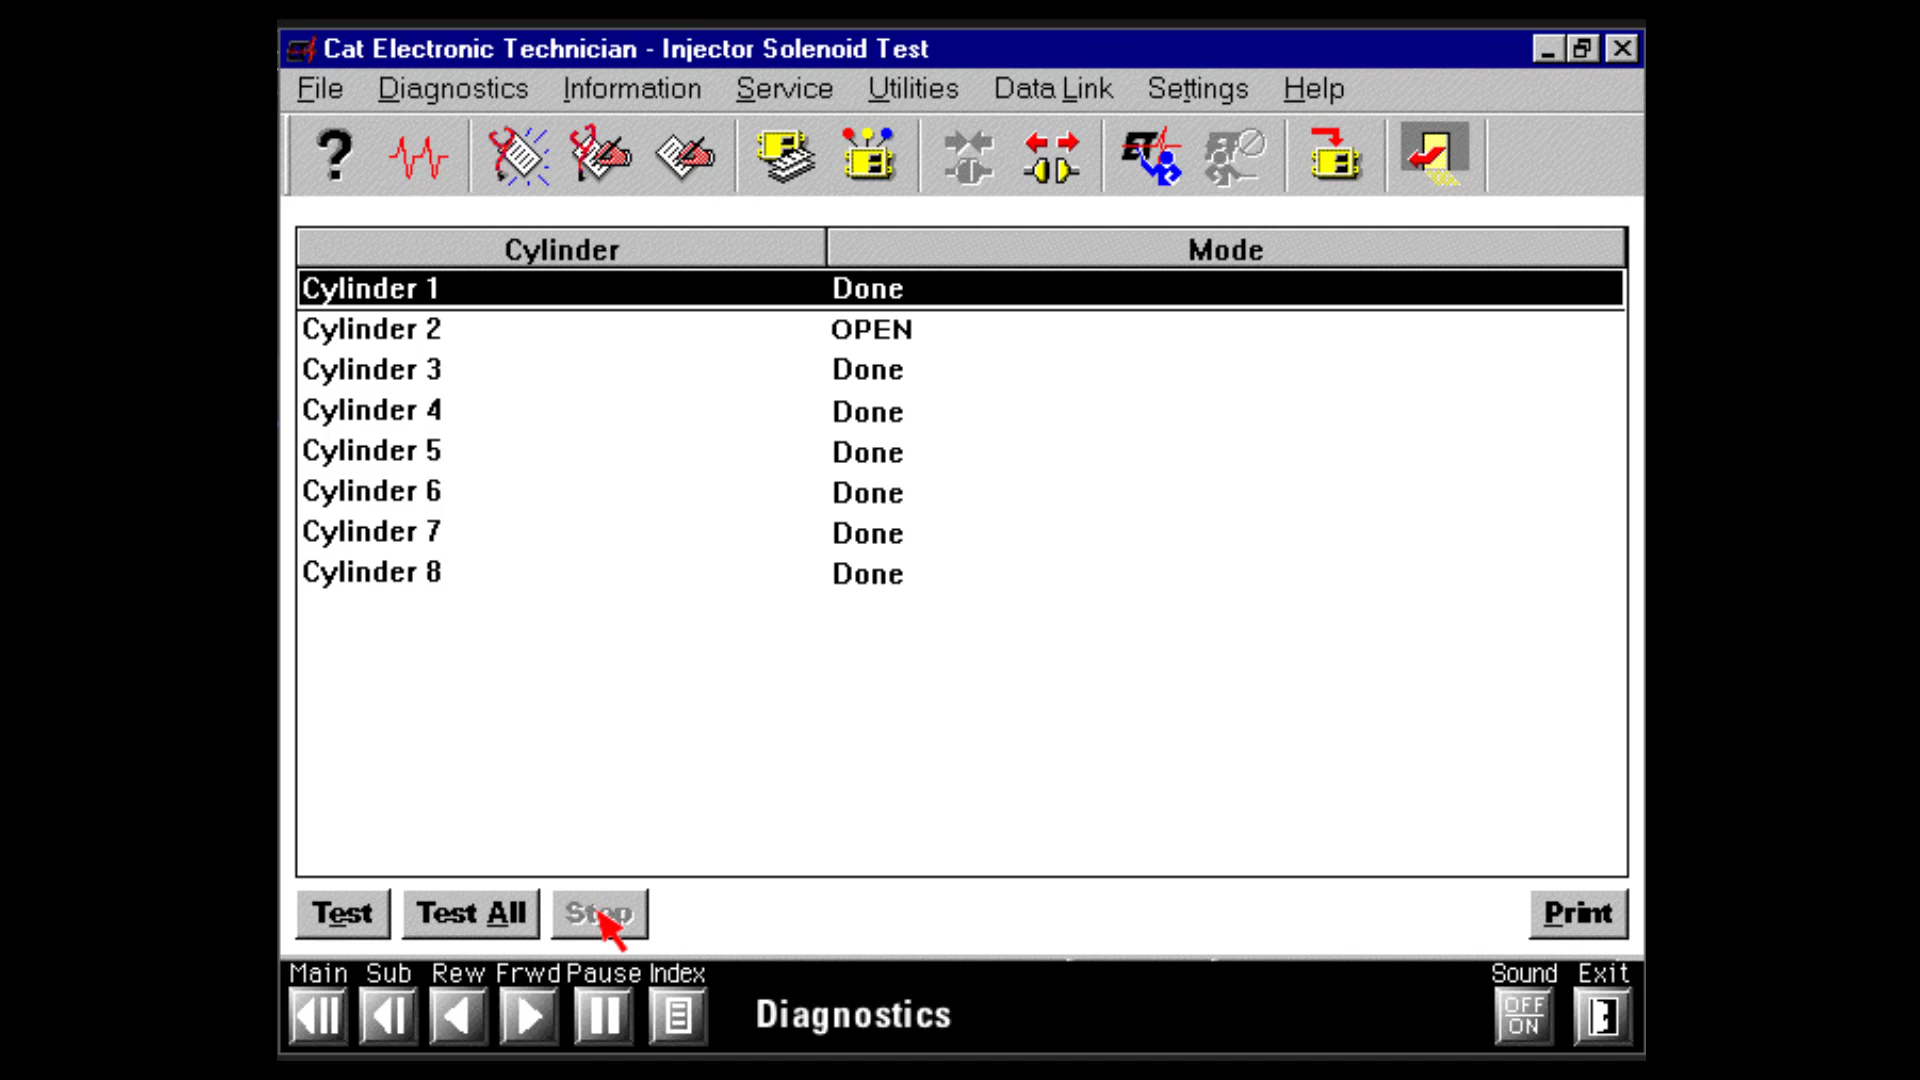 Cat Electronic Technician - Injector Solenoid Test
File Diagnostics Information Service Utilities Data Link Settings Help
?
Cylinder Mode
Cylinder 1 Done
Cylinder 2 OPEN
Cylinder 3 Done
Cylinder 4 Done
Cylinder 5 Done
Cylinder 6 Done
Cylinder 7 Done
Cylinder 8 Done
Test Test All Stop Print
Main Sub Rew Frwd Pause Index Sound Exit
Diagnostics OFF
ON